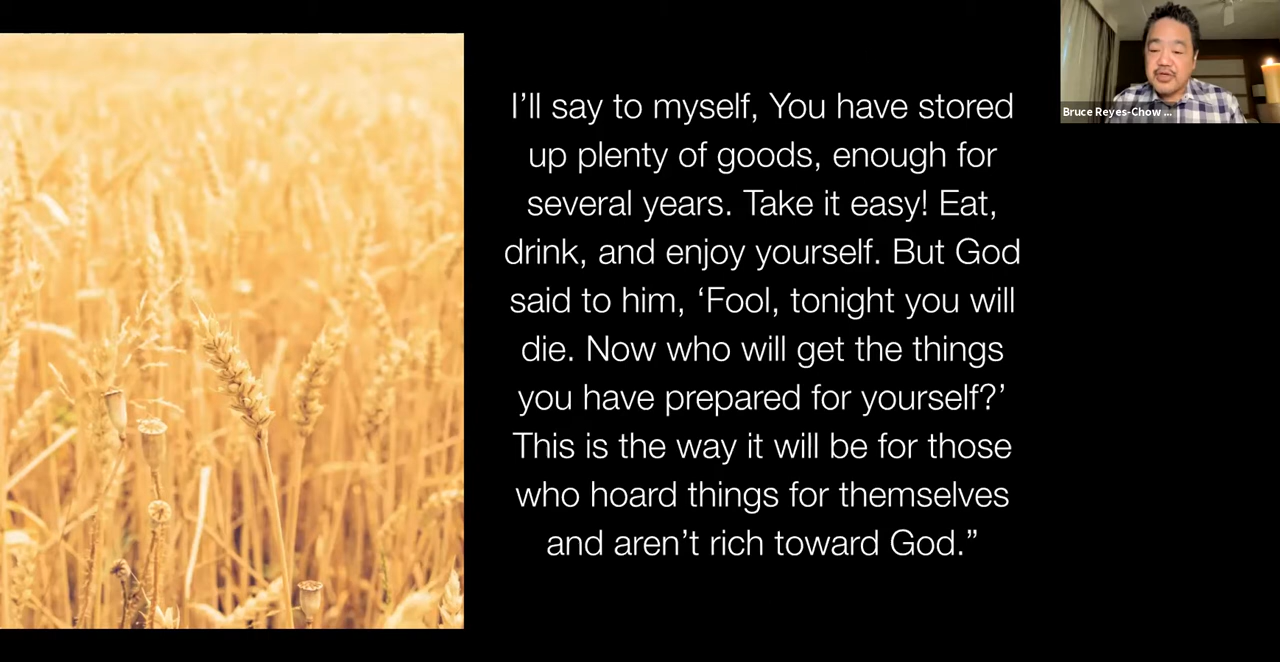 I’ll say to myself, You have stored
up plenty of goods, enough for
several years. Take it easy! Eat,
drink, and enjoy yourself. But God
said to him, ‘Fool, tonight you will
die. Now who will get the things
you have prepared for yourself?’
This is the way it will be for those
who hoard things for themselves
and aren’t rich toward God.”
Bruce Reyes-Chow ...